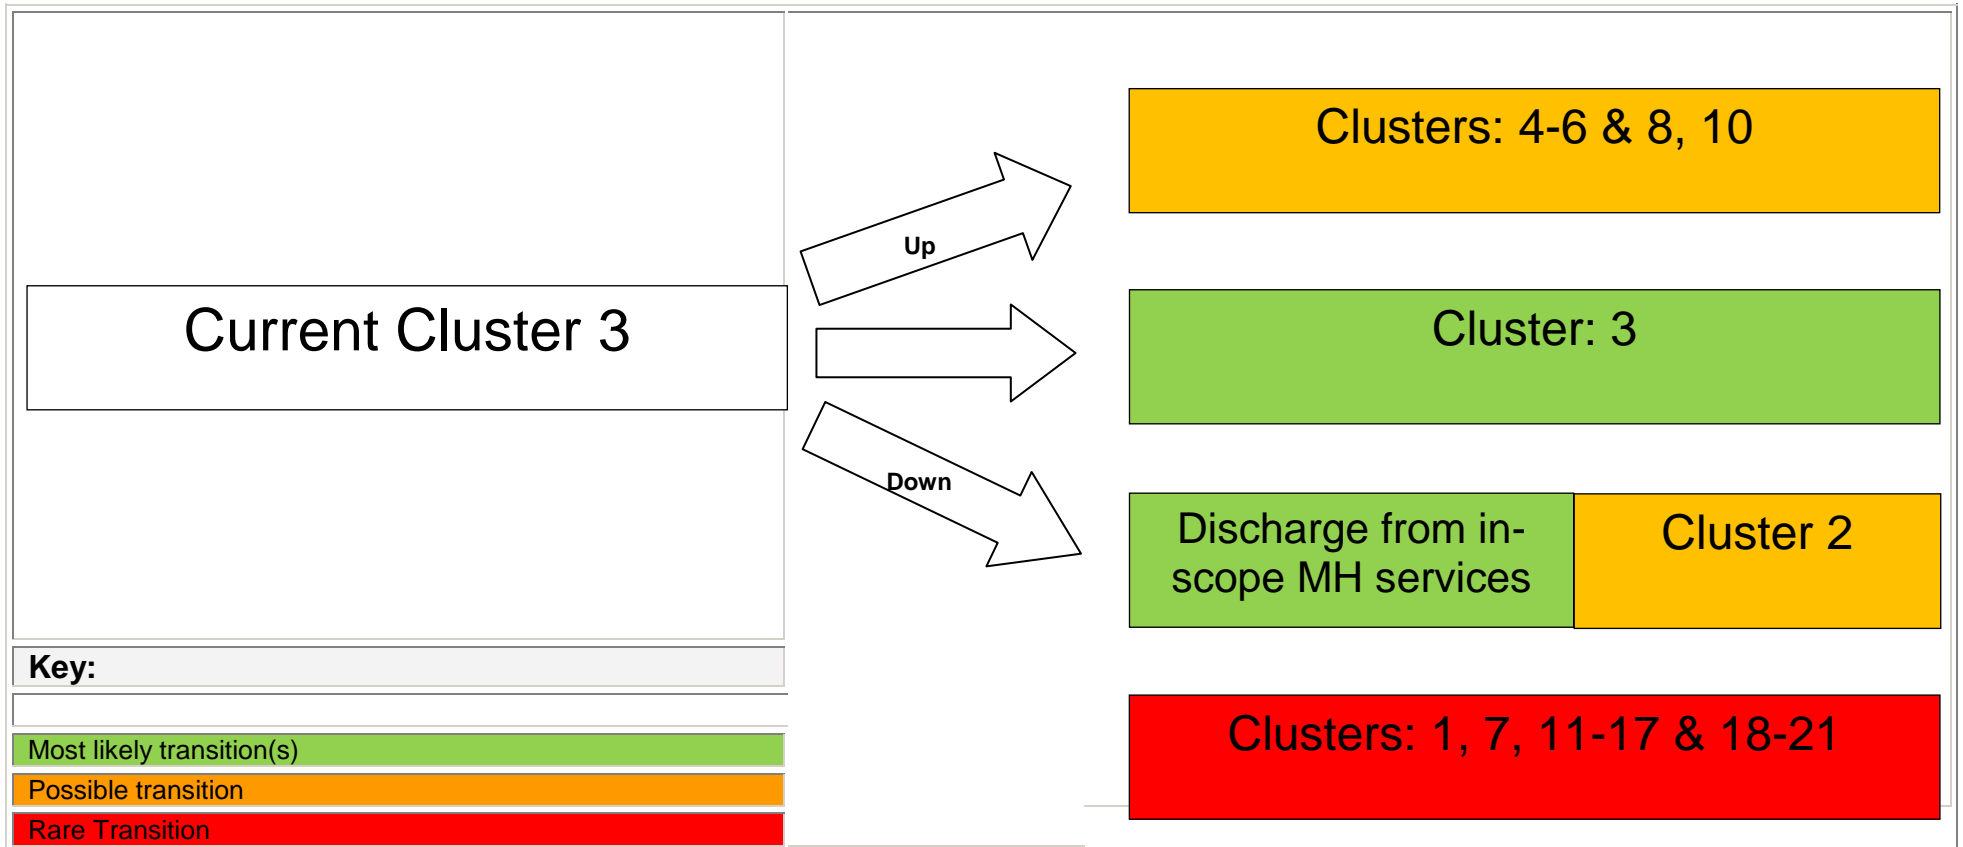 Current Cluster 3
Up
Down
Clusters: 4-6 & 8, 10
Cluster: 3
Discharge from in-
scope MH services
Cluster 2
Clusters: 1, 7, 11-17 & 18-21
Key:
Most likely transition(s)
Possible transition
Rare Transition